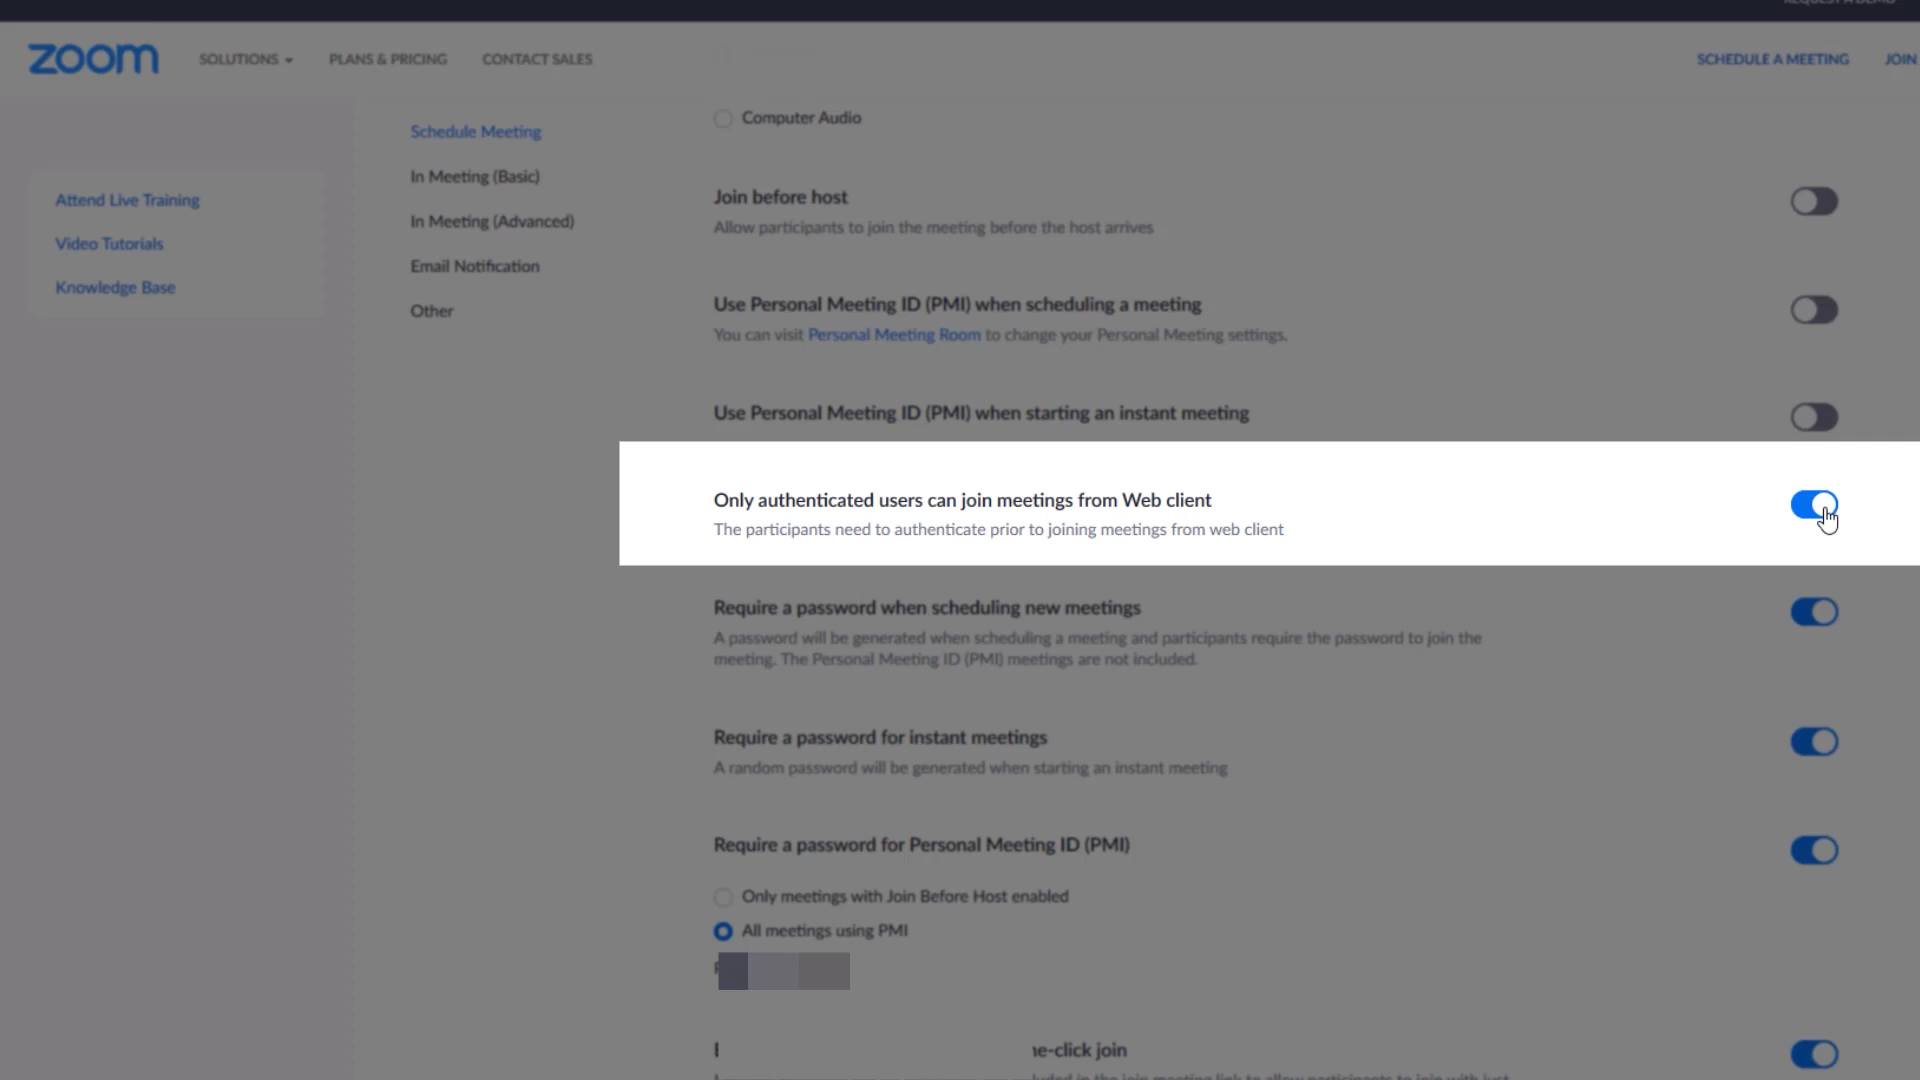 zoom
SOLUTIONS
PLANS & PRICING
CONTACT SALES
SCHEDULE A MEETING
JOIN
Attend Live Training
Video Tutorials
Knowledge Base
Schedule Meeting
In Meeting (Basic)
In Meeting (Advanced)
Email Notification
Other
Computer Audio
Join before host
Allow participants to join the meeting before the host arrives
Use Personal Meeting ID (PMI) when scheduling a meeting
You can visit Personal Meeting Room to change your Personal Meeting settings.
Use Personal Meeting ID (PMI) when starting an instant meeting
Only authenticated users can join meetings from Web client
The participants need to authenticate prior to joining meetings from web client
Require a password when scheduling new meetings
A password will be generated when scheduling a meeting and participants require the password to join the
meeting. The Personal Meeting ID (PMI) meetings are not included.
Require a password for instant meetings
A random password will be generated when starting an instant meeting
Require a password for Personal Meeting ID (PMI)
Only meetings with Join Before Host enabled
All meetings using PMI
join